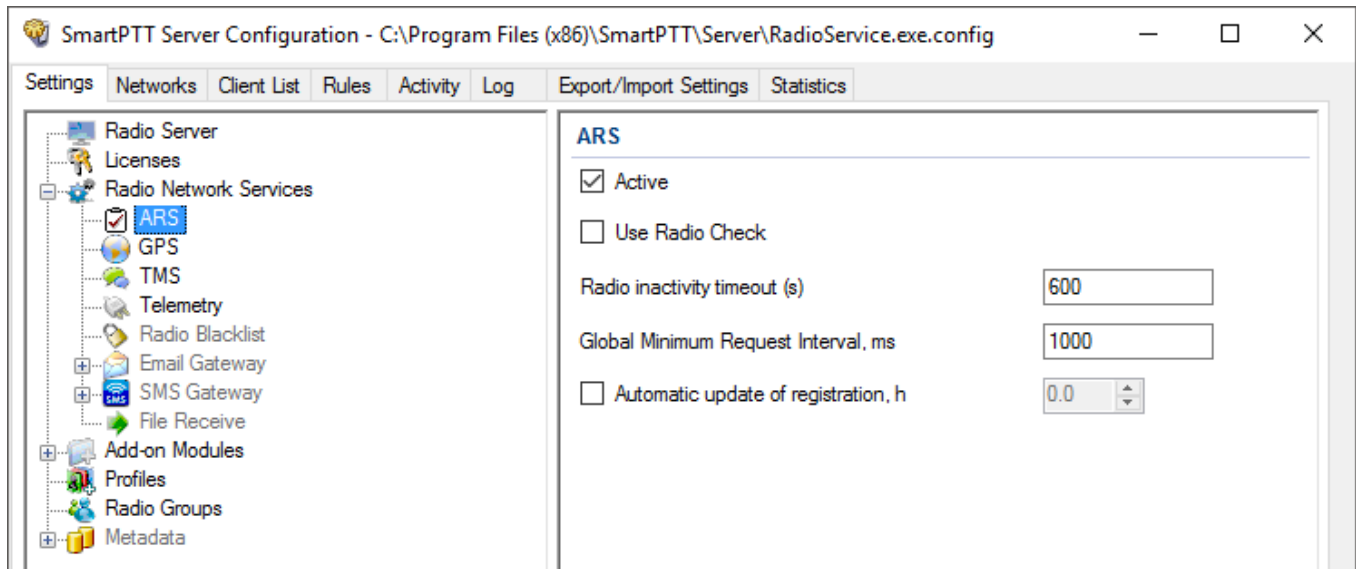 SmartPTT Server Configuration - C:\Program Files (x86)\SmartPTT\Server\RadioService.exe.config
Settings Networks Client List Rules Activity Log Export/Import Settings Statistics
Radio Server
Licenses
Radio Network Services
ARS
GPS
TMS
Telemetry
Radio Blacklist
Email Gateway
SMS Gateway
SMS
File Receive
Add-on Modules
Profiles
Radio Groups
Metadata
ARS
Active
Use Radio Check
Radio inactivity timeout (s) 600
Global Minimum Request Interval, ms 1000
Automatic update of registration, h 0.0